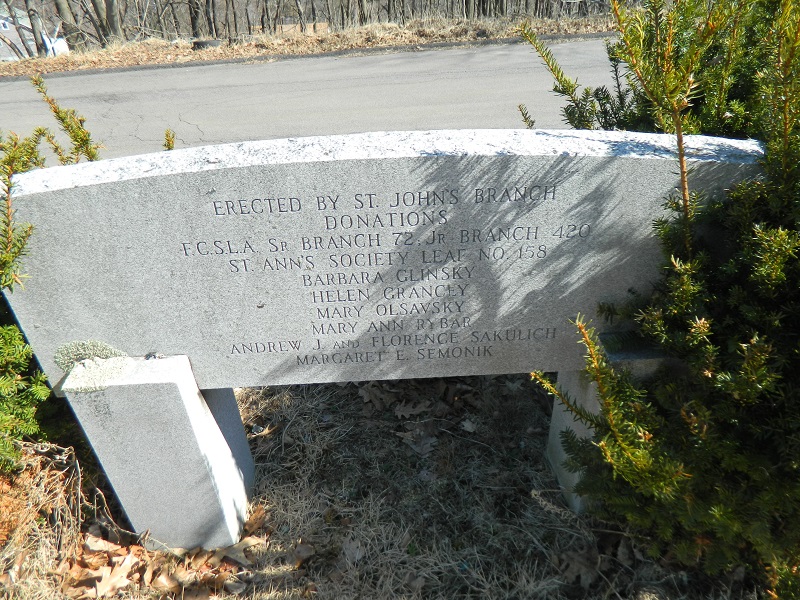 ERECTED BY ST. JOHN'S BRANCH
DONATIONS
F.C.S.L.A. SR BRANCH 72, JR. BRANCH 420
ST. ANN'S SOCIETY LEAF NO. 158
BARBARA GLINSKY
HELEN GRANCEY
MARY OLSAVSKY
MARY ANN RYBAR
ANDREW J. AND FLORENCE SAKULICH
MARGARET E. SEMONIK